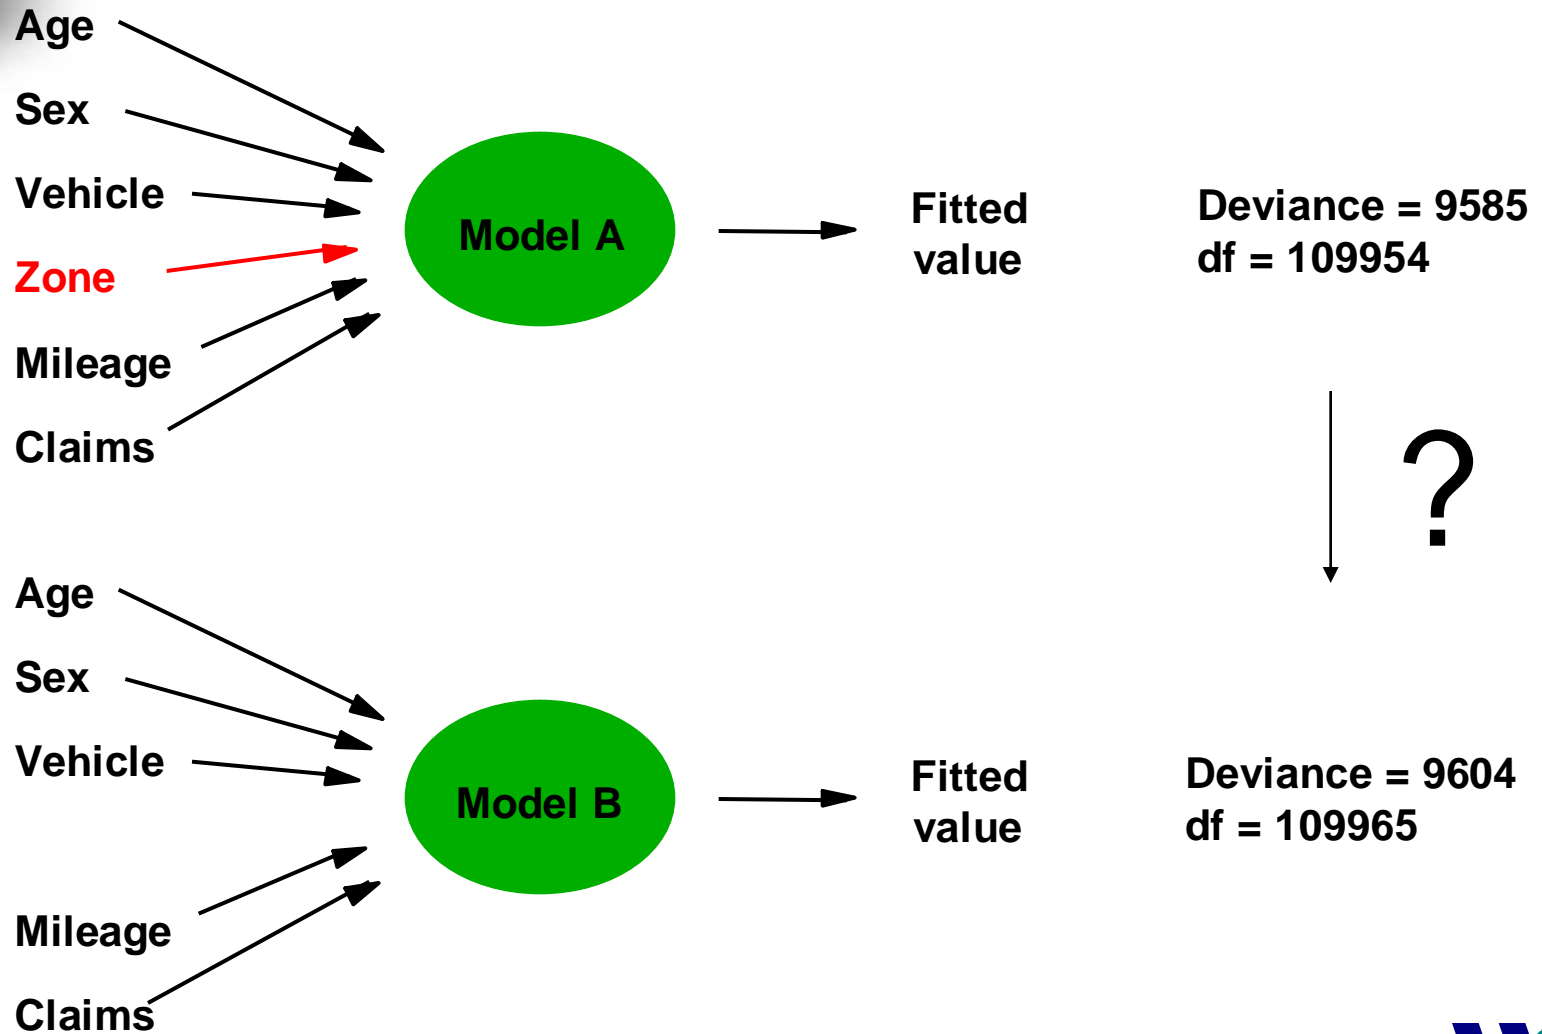 Age
Sex
Vehicle
Zone
Mileage
Claims
Model A
Fitted
value
Deviance = 9585
df = 109954
?
Age
Sex
Vehicle
Mileage
Claims
Model B
Fitted
value
Deviance = 9604
df = 109965